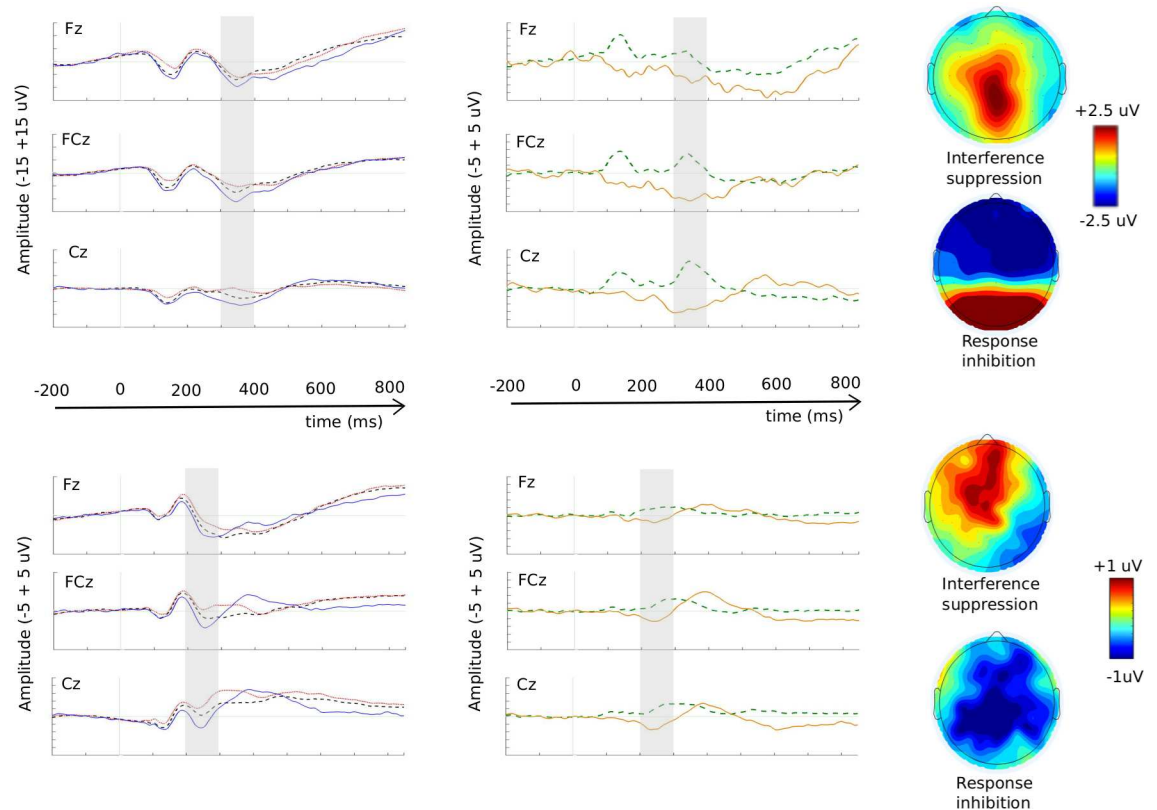 Fz
FCz
Cz
Amplitude (-15 +15 uV)
Fz
FCz
Cz
Amplitude (-5 + 5 uV)
+2.5 uV
-2.5 uV
Interference
suppression
Response
inhibition
-200 0 200 400 600 800
time (ms)
-200 0 200 400 600 800
time (ms)
Fz
FCz
Cz
Amplitude (-5 + 5 uV)
Fz
FCz
Cz
Amplitude (-5 + 5 uV)
+1 uV
-1uV
Interference
suppression
Response
inhibition